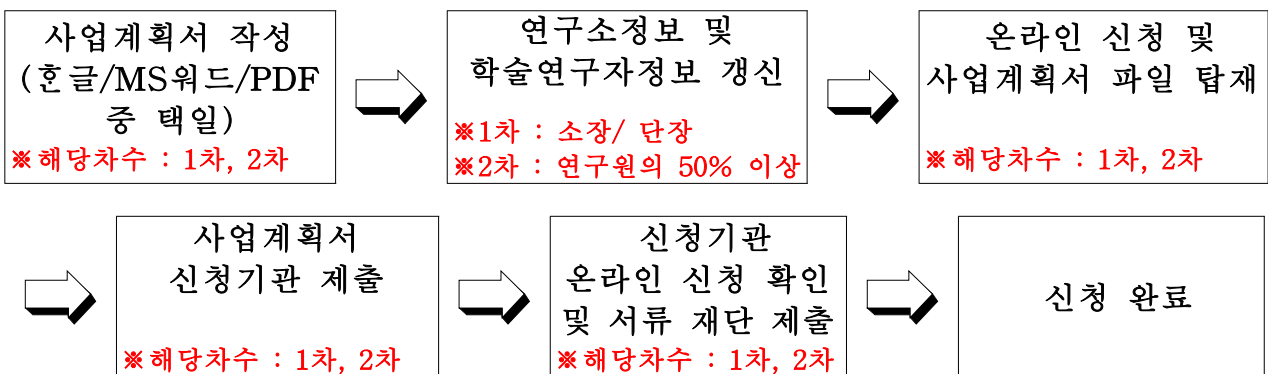 사업계획서 작성
(훈글/MS워드/PDF
중 택일)
※해당차수 : 1차, 2차
연구소정보 및
학술연구자정보 갱신
※1차 : 소장/ 단장
※2차 : 연구원의 50% 이상
온라인 신청 및
사업계획서 파일 탑재
※해당차수 : 1차, 2차
사업계획서
신청기관 제출
※해당차수 : 1차, 2차
신청기관
온라인 신청 확인
및 서류 재단 제출
※해당차수 : 1차, 2차
신청 완료